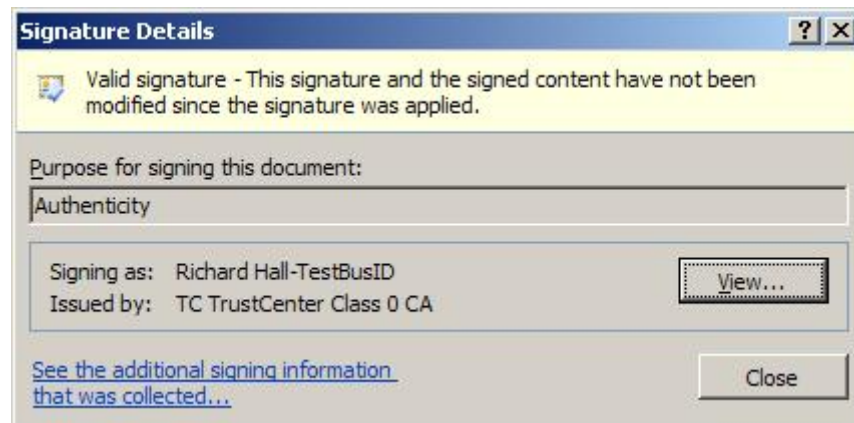 Signature Details
Valid signature - This signature and the signed content have not been
modified since the signature was applied.
Purpose for signing this document:
Authenticity
Signing as: Richard Hall-TestBusID
Issued by: TC TrustCenter Class 0 CA
View...
See the additional signing information
that was collected...
Close